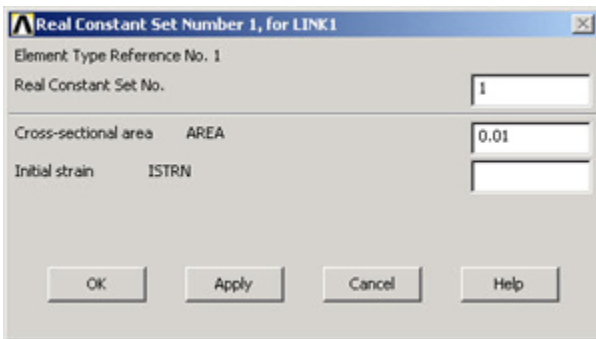 Real Constant Set Number 1, for LINK1
Element Type Reference No. 1
Real Constant Set No. 1
Cross-sectional area AREA 0.01
Initial strain ISTRN
OK Apply Cancel Help